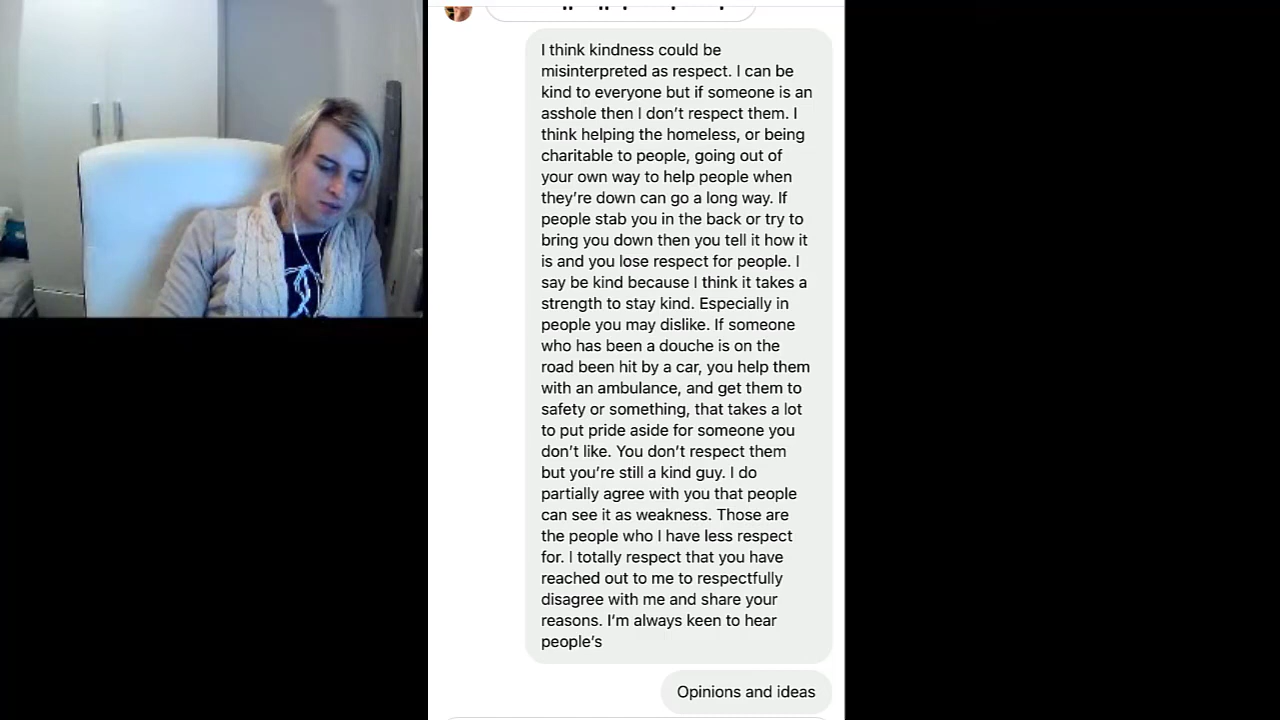 I think kindness could be
misinterpreted as respect. I can be
kind to everyone but if someone is an
asshole then I don’t respect them. I
think helping the homeless, or being
charitable to people, going out of
your own way to help people when
they’re down can go a long way. If
people stab you in the back or try to
bring you down then you tell it how it
is and you lose respect for people. I
say be kind because I think it takes a
strength to stay kind. Especially in
people you may dislike. If someone
who has been a douche is on the
road been hit by a car, you help them
with an ambulance, and get them to
safety or something, that takes a lot
to put pride aside for someone you
don’t like. You don’t respect them
but you’re still a kind guy. I do
partially agree with you that people
can see it as weakness. Those are
the people who I have less respect
for. I totally respect that you have
reached out to me to respectfully
disagree with me and share your
reasons. I’m always keen to hear
people’s
Opinions and ideas